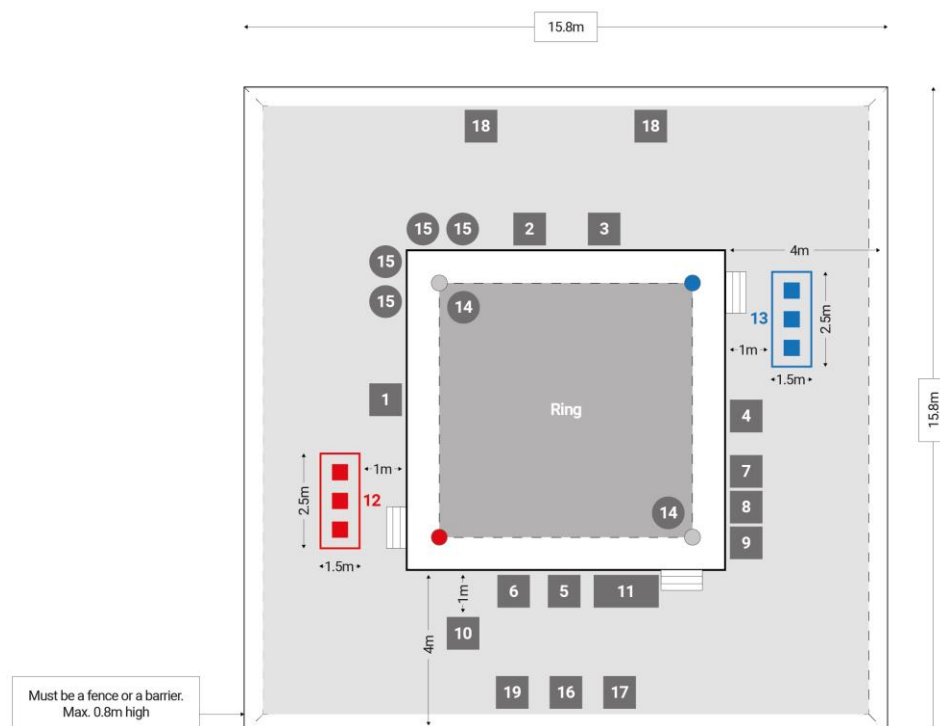 15.8m
18 18
15 15 2 3
15
4m
15
14
13
2.5m
1m
1.5m
1
Ring
4
15.8m
1m
12
2.5m
7
8
14
9
1.5m
6 5 11
1m
10
4m
19 16 17
Must be a fence or a barrier.
Max. 0.8m high